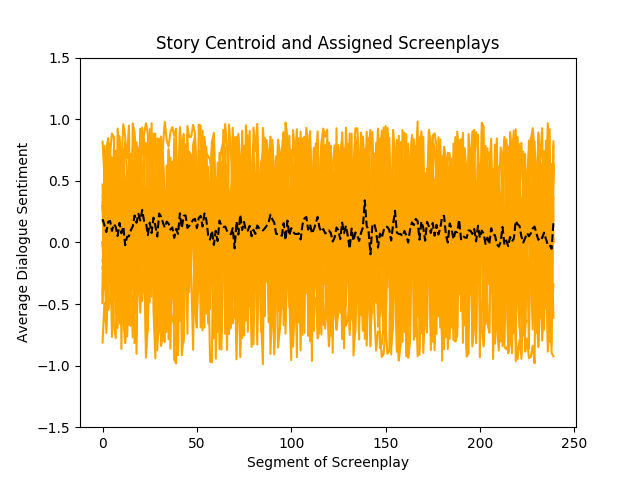 Story Centroid and Assigned Screenplays
1.5
1.0
0.5
0.0
−0.5
−1.0
−1.5
Average Dialogue Sentiment
0 50 100 150 200 250
Segment of Screenplay